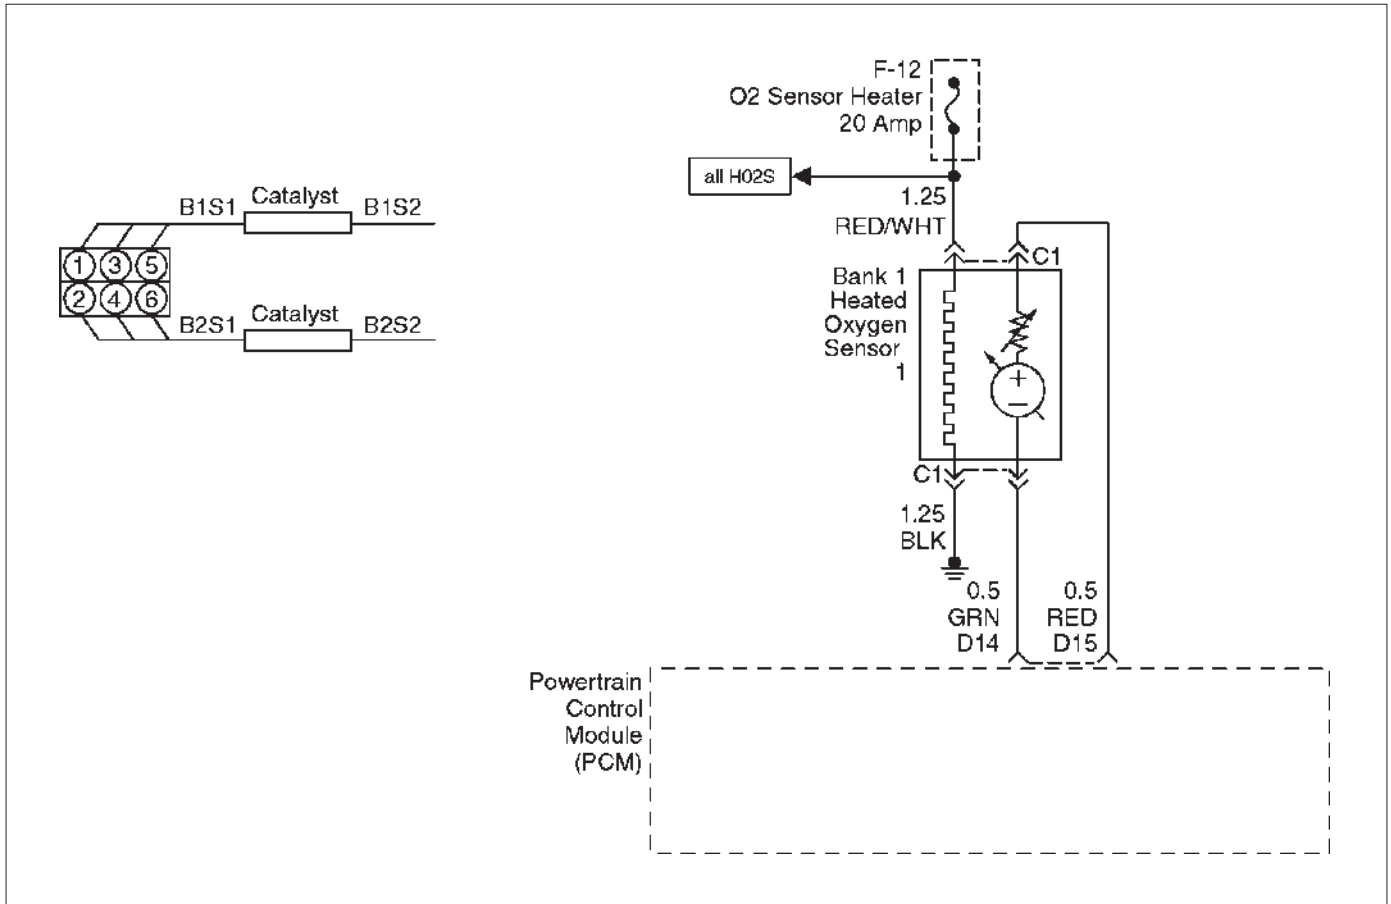 F-12
O2 Sensor Heater
20 Amp
all H02S
1.25
RED/WHT
C1
Bank 1
Heated
Oxygen
Sensor
1
+
−
C1
1.25
BLK
0.5
GRN
D14
0.5
RED
D15
Powertrain
Control
Module
(PCM)
B1S1 Catalyst B1S2
1 3 5
2 4 6
B2S1 Catalyst B2S2